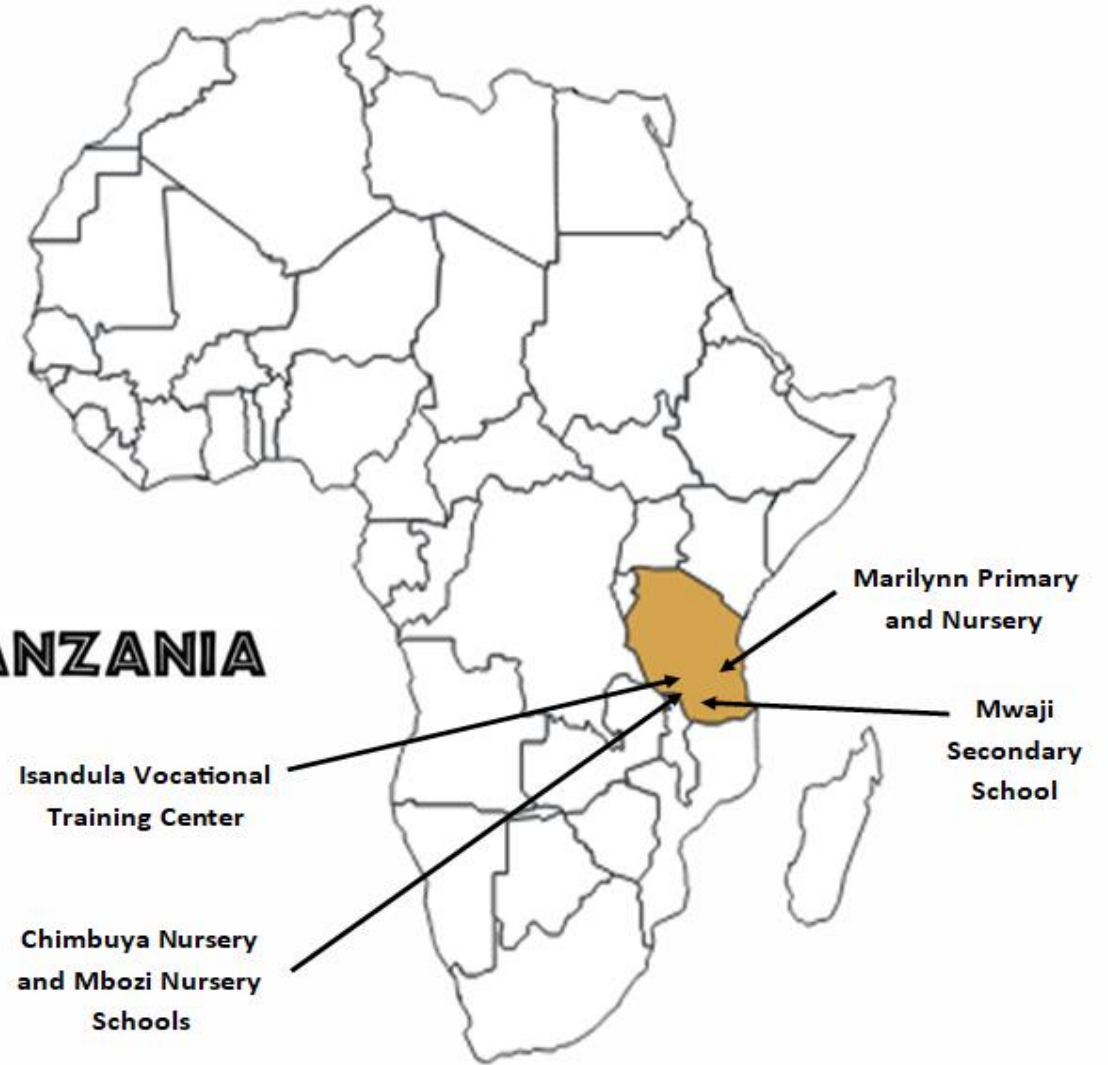 ANZANIA
Marilynn Primary
and Nursery
Mwaji
Secondary
School
Isandula Vocational
Training Center
Chimbuya Nursery
and Mbozi Nursery
Schools